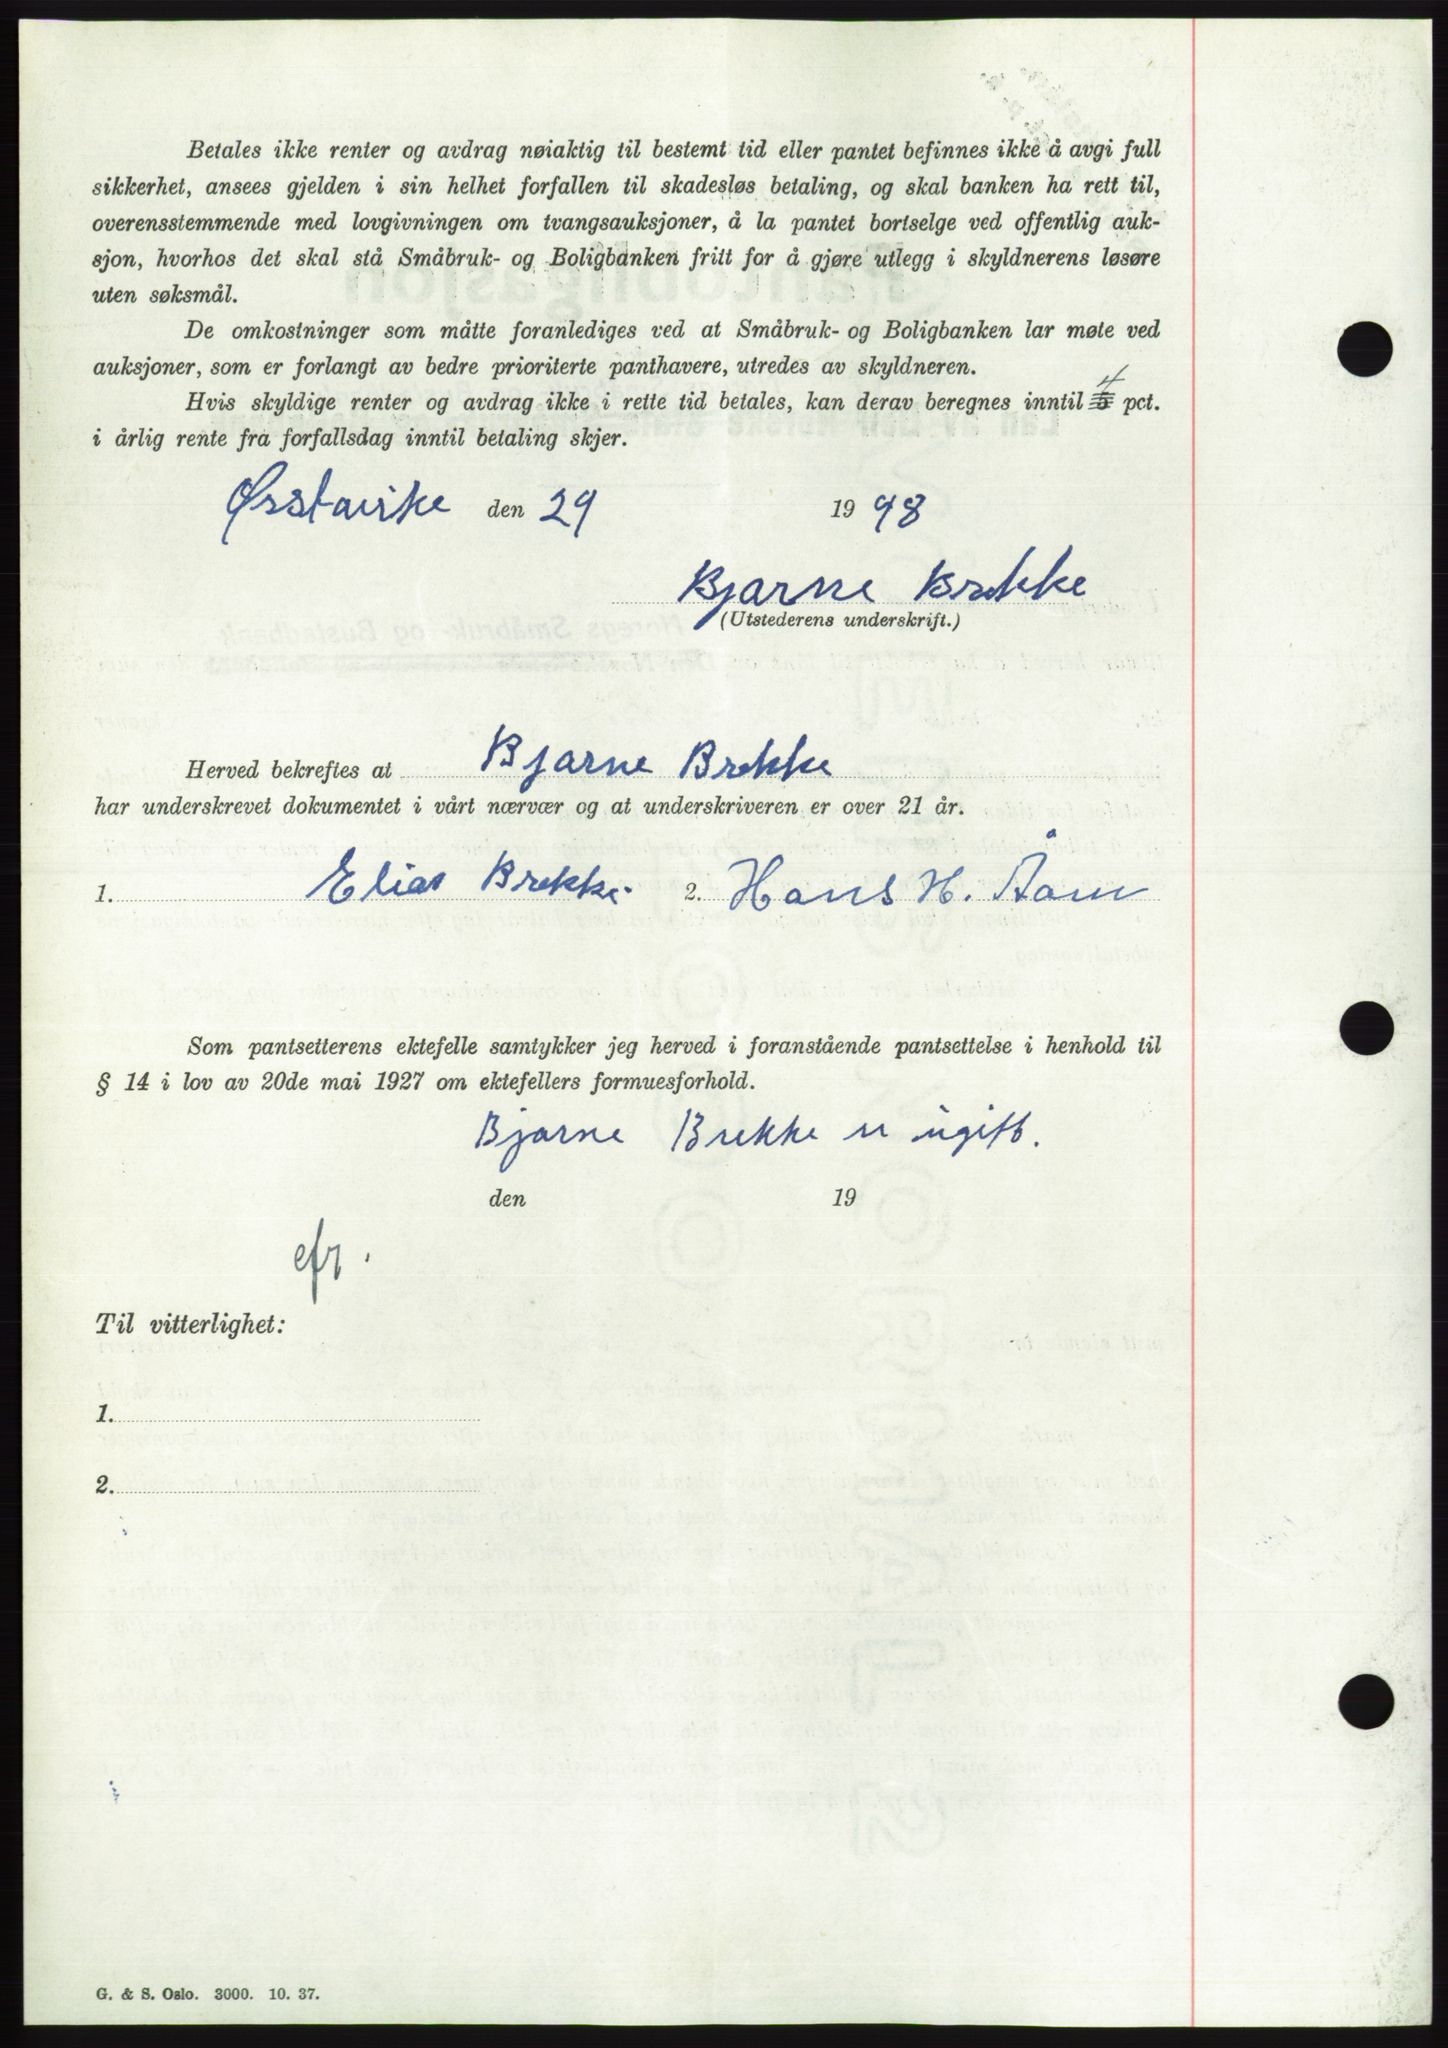 Betales ikke renter og avdrag nøiaktig til bestemt tid eller pantet befinnes ikke å avgi full
sikkerhet, ansees gjelden i sin helhet forfallen til skadesløs betaling, og skal banken ha rett til,
overensstemmende med lovgivningen om tvangsauksjoner, å la pantet bortselge ved offentlig auk-
sjon, hvorhos det skal stå Småbruk- og Boligbanken fritt for å gjøre utlegg i skyldnerens løsøre
uten søksmål.
De omkostninger som måtte foranlediges ved at Småbruk- og Boligbanken lar møte ved
auksjoner, som er forlangt av bedre prioriterte panthavere, utredes av skyldneren.
Hvis skyldige renter og avdrag ikke i rette tid betales, kan derav beregnes inntil 4 pct.
i årlig rente fra forfallsdag inntil betaling skjer.
Ørstavike den 29 19 48
Bjarne Brekke
(Utstederens underskrift.)
Herved bekreftes at Bjarne Brekke
har underskrevet dokumentet i vårt nærvær og at underskriveren er over 21 år.
1. Elias Brekke 2. Hans H. Åam
Som pantsetterens ektefelle samtykker jeg herved i foranstående pantsettelse i henhold til
§ 14 i lov av 20de mai 1927 om ektefellers formuesforhold.
Bjarne Brekke er ugift.
den 19
efr.
Til vitterlighet:
1.
2.
G. & S. Oslo. 3000. 10. 37.